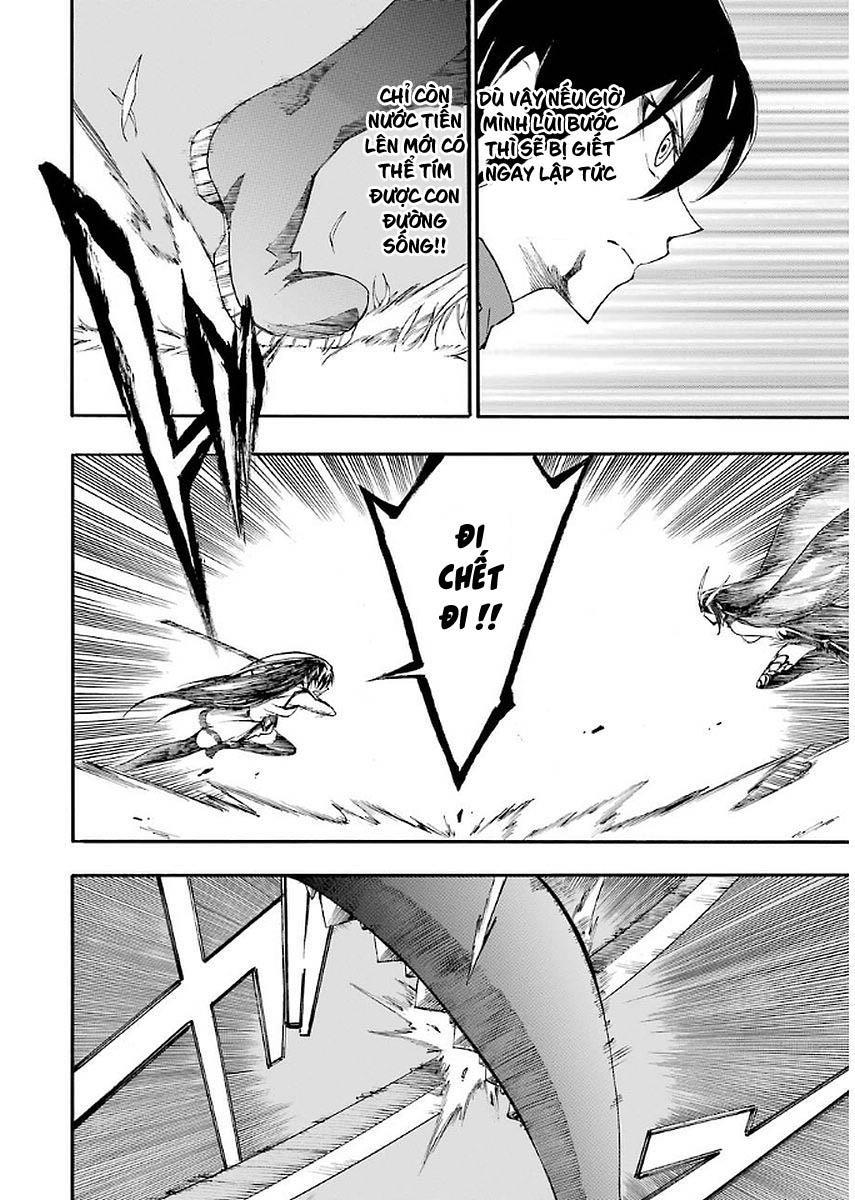 DÙ VẬY NẾU GIỜ
MÌNH LÙI BƯỚC
THÌ SẼ BỊ GIẾT
NGAY LẬP TỨC
CHỈ CÒN
NƯỚC TIẾN
LÊN MỚI CÓ
THỂ TÍM
ĐƯỢC CON
ĐƯỜNG
SỐNG!!
ĐI
CHẾT
ĐI !!